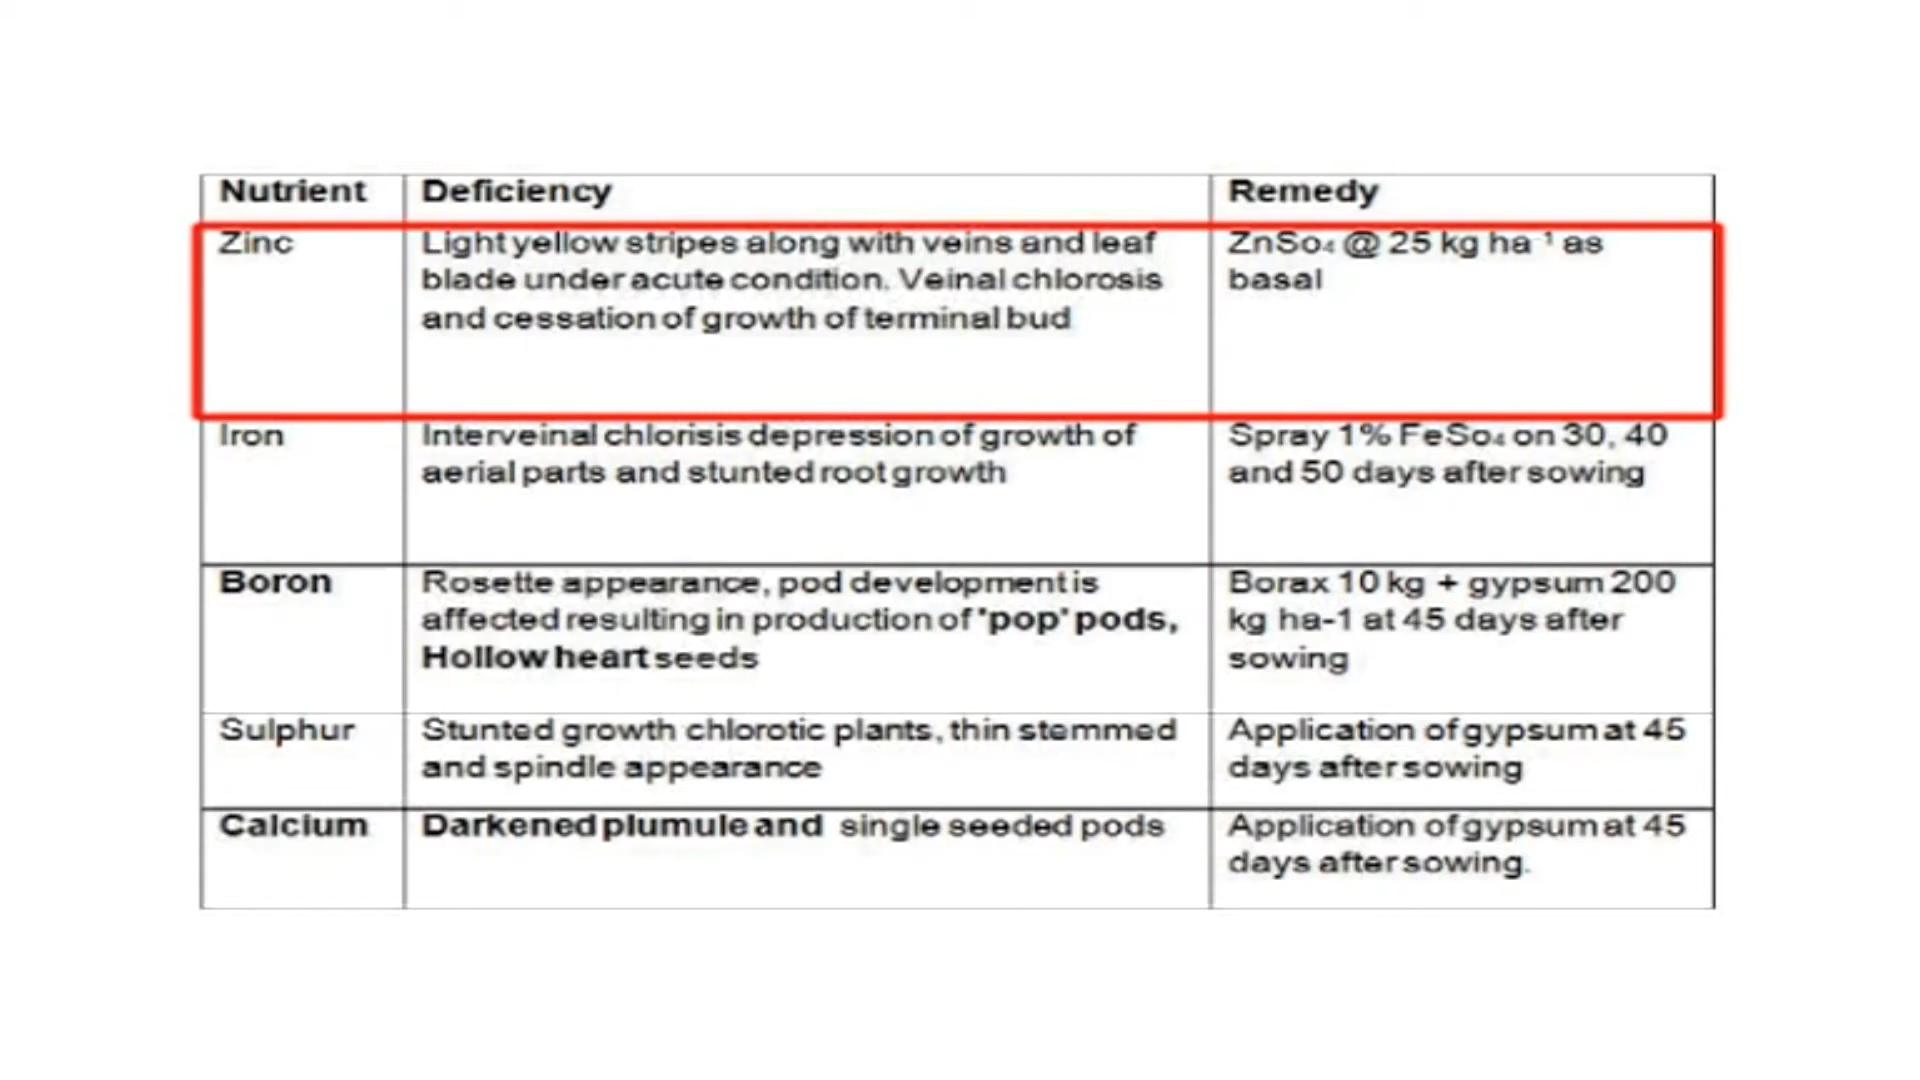 Nutrient Deficiency Remedy
Zinc
Light yellow stripes along with veins and leaf
blade under acute condition. Veinal chlorosis
and cessation of growth of terminal bud
ZnSo₄ @ 25 kg ha⁻¹ as
basal
Iron
Interveinal chlorisis depression of growth of
aerial parts and stunted root growth
Spray 1% FeSo₄ on 30, 40
and 50 days after sowing
Boron
Rosette appearance, pod development is
affected resulting in production of 'pop' pods,
Hollow heart seeds
Borax 10 kg + gypsum 200
kg ha-1 at 45 days after
sowing
Sulphur
Stunted growth chlorotic plants, thin stemmed
and spindle appearance
Application of gypsum at 45
days after sowing
Calcium
Darkened plumule and single seeded pods
Application of gypsum at 45
days after sowing.